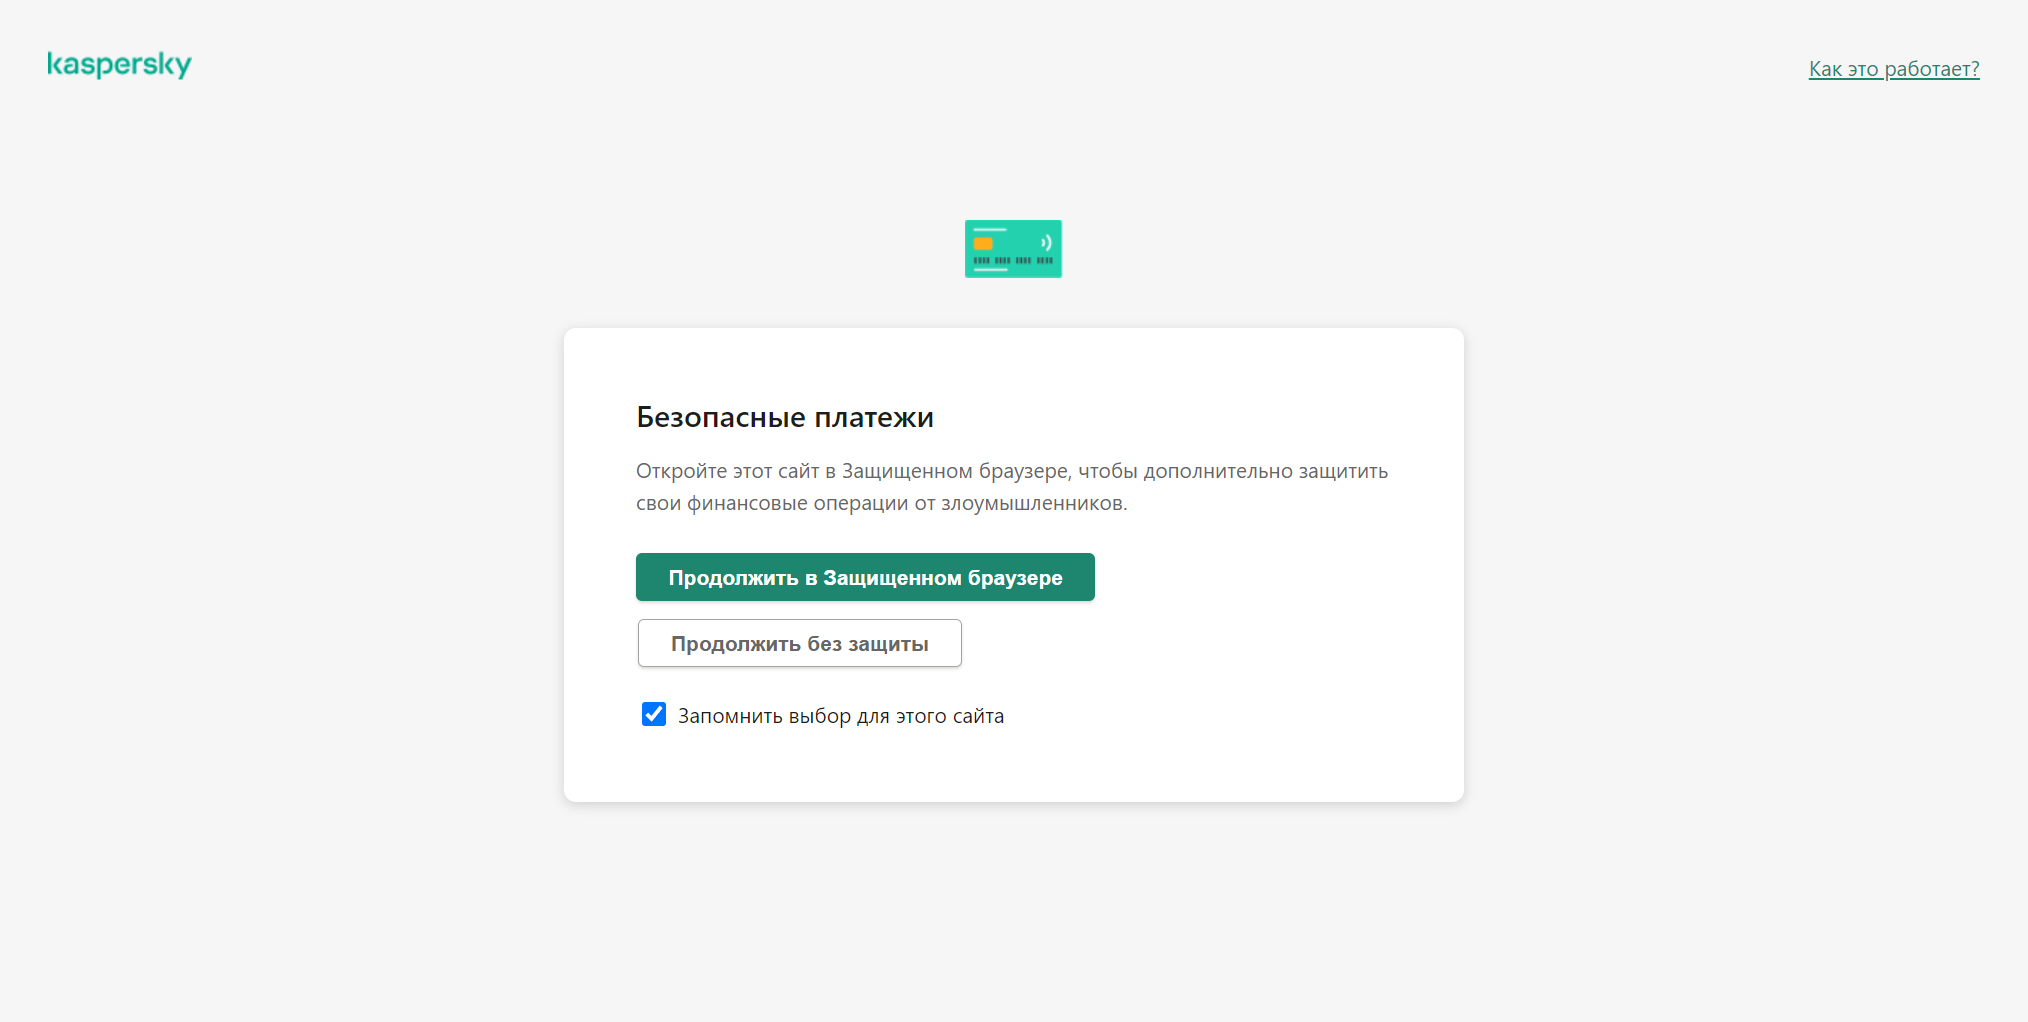 kaspersky
Как это работает?
Безопасные платежи
Откройте этот сайт в Защищенном браузере, чтобы дополнительно защитить
свои финансовые операции от злоумышленников.
Продолжить в Защищенном браузере
Продолжить без защиты
Запомнить выбор для этого сайта